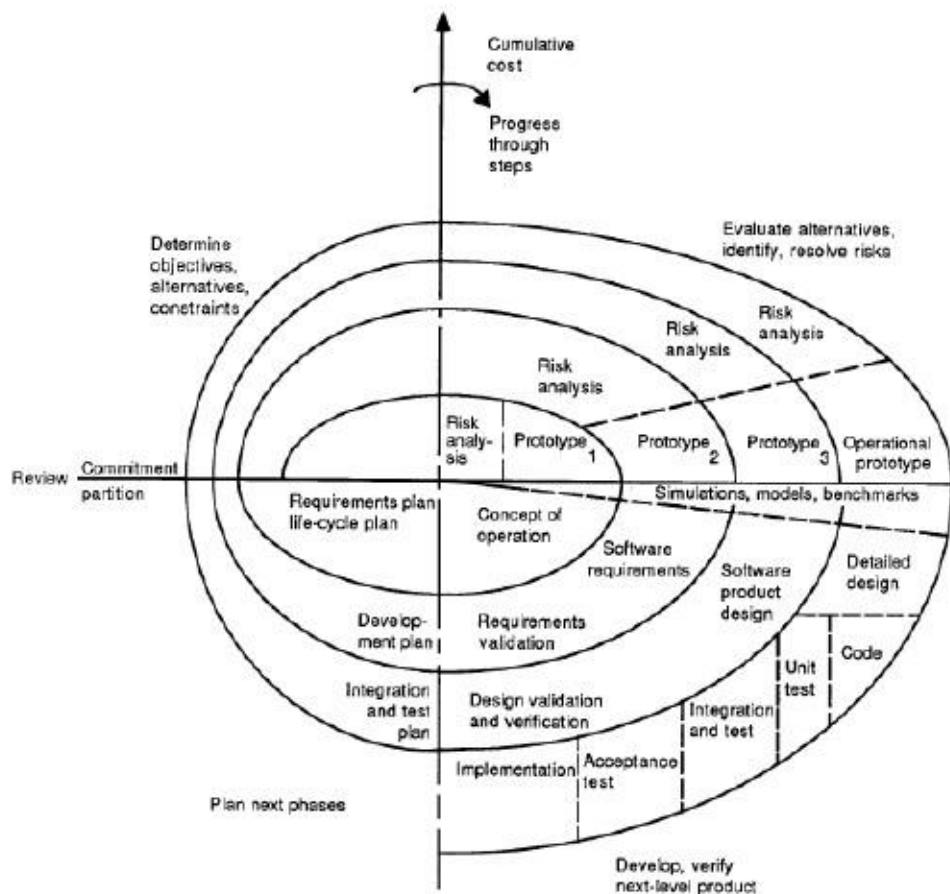 Cumulative
cost
Progress
through
steps
Evaluate alternatives,
identify, resolve risks
Determine
objectives,
alternatives,
constraints
Risk
analysis
Risk
analysis
Risk
analysis
Risk
analy-
sis
Prototype
1
Prototype
2
Prototype
3
Operational
prototype
Review
Commitment
partition
Simulations, models, benchmarks
Requirements plan
life-cycle plan
Concept of
operation
Software
requirements
Software
product
design
Detailed
design
Develop-
ment plan
Requirements
validation
Code
Unit
test
Integration
and test
plan
Design validation
and verification
Integration
and test
Acceptance
test
Implementation
Plan next phases
Develop, verify
next-level product